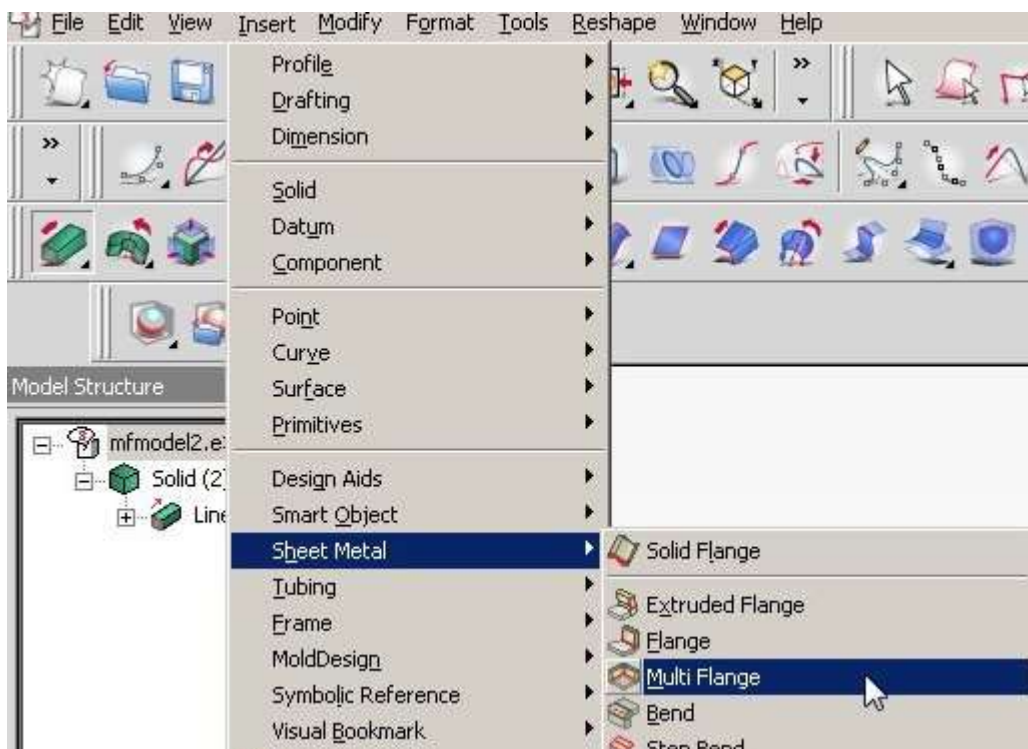 File Edit View Insert Modify Format Tools Reshape Window Help
Profile
Drafting
Dimension
Solid
Datum
Component
Point
Curve
Surface
Primitives
Design Aids
Smart Object
Sheet Metal
Tubing
Frame
MoldDesign
Symbolic Reference
Visual Bookmark
Solid Flange
Extruded Flange
Flange
Multi Flange
Bend
Step Bend
Model Structure
mfmodel2.e
Solid (2
Line